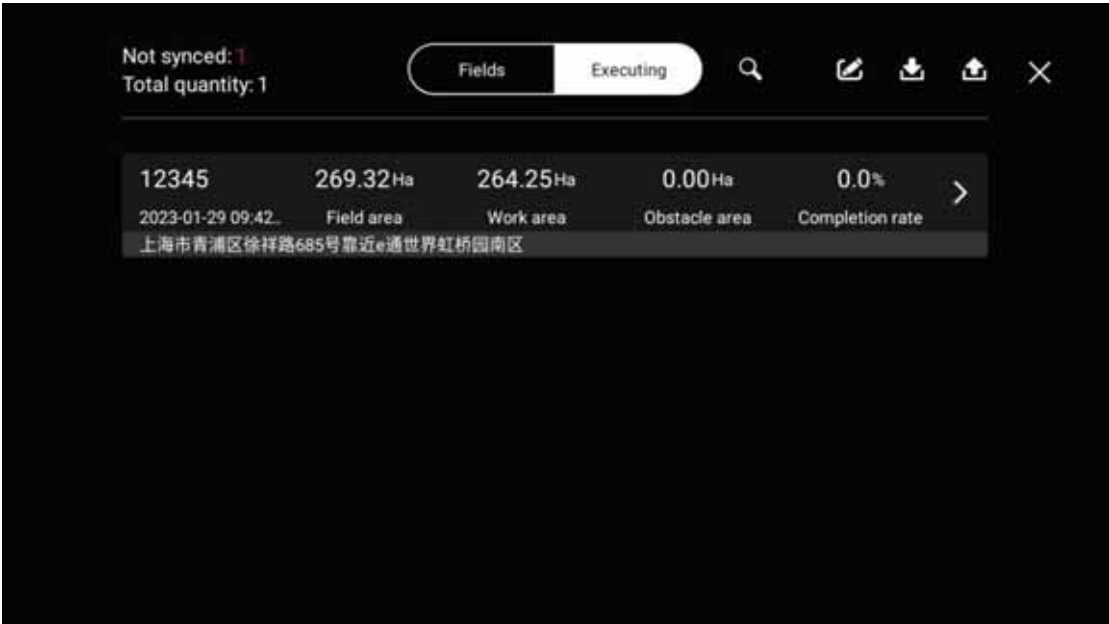 Not synced: 1
Total quantity: 1
Fields
Executing
12345 269.32Ha 264.25Ha 0.00Ha 0.0%
2023-01-29 09:42.. Field area Work area Obstacle area Completion rate
上海市青浦区徐祥路685号靠近e通世界虹桥园南区